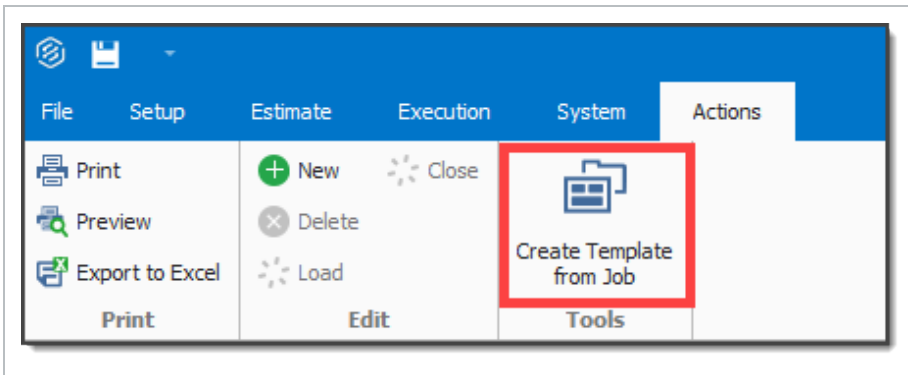 File Setup Estimate Execution System Actions
Print New Close
Preview Delete
Export to Excel Load
Create Template
from Job
Print Edit Tools